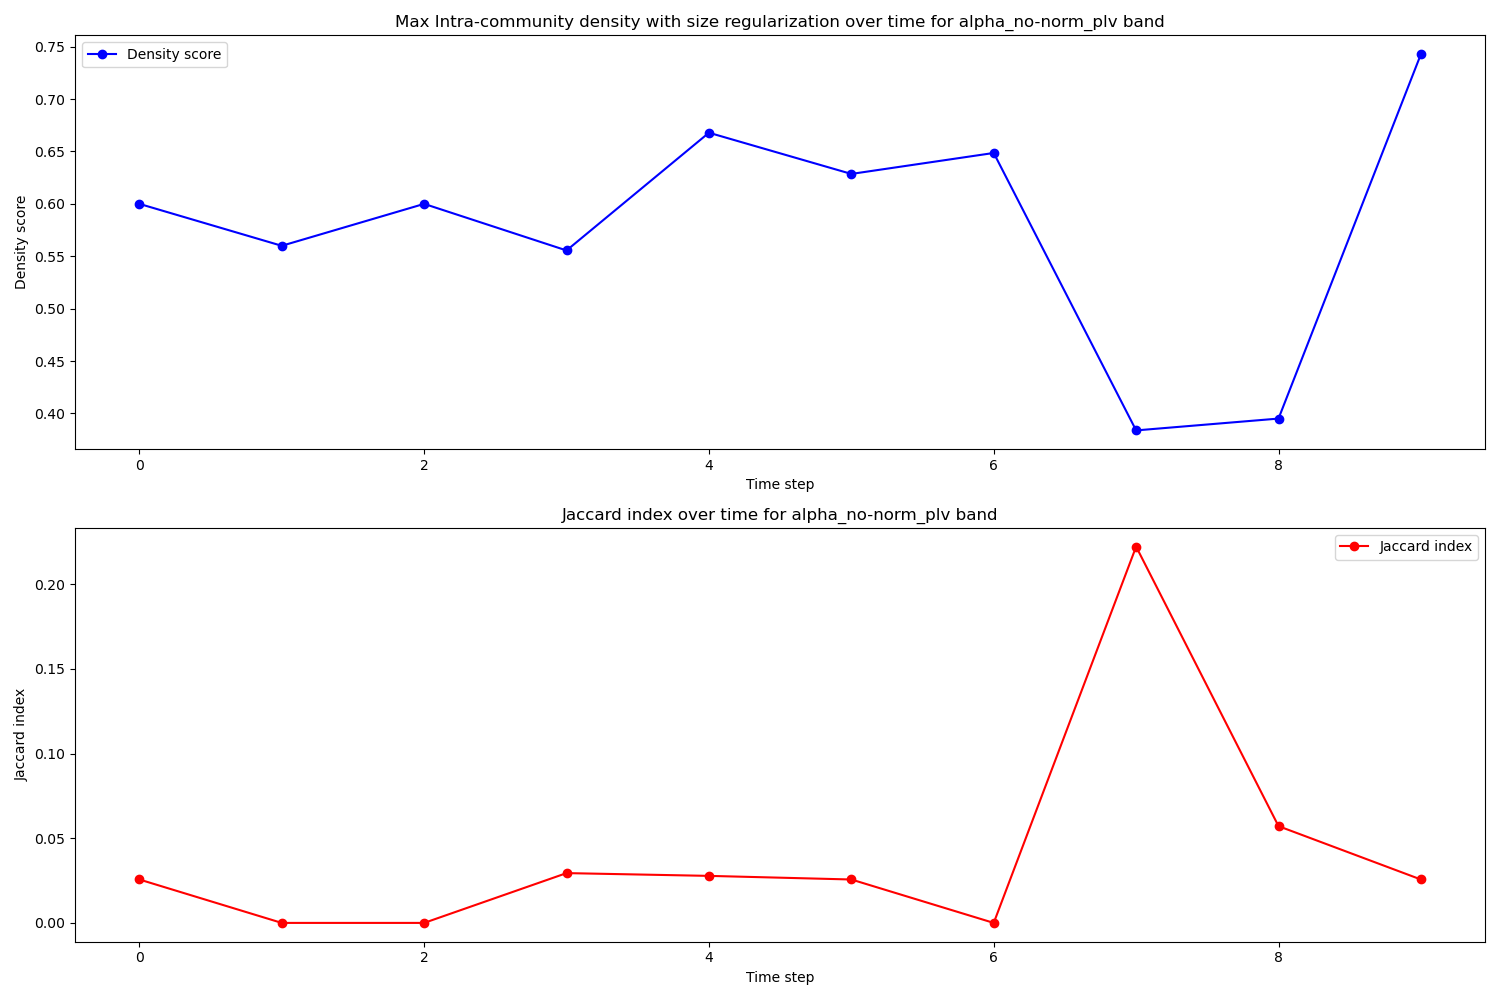 Max Intra-community density with size regularization over time for alpha_no-norm_plv band
Density score
0.75
0.70
0.65
0.60
0.55
0.50
0.45
0.40
Density score
0 2 4 6 8
Time step
Jaccard index over time for alpha_no-norm_plv band
Jaccard index
0.20
0.15
0.10
0.05
0.00
Jaccard index
0 2 4 6 8
Time step